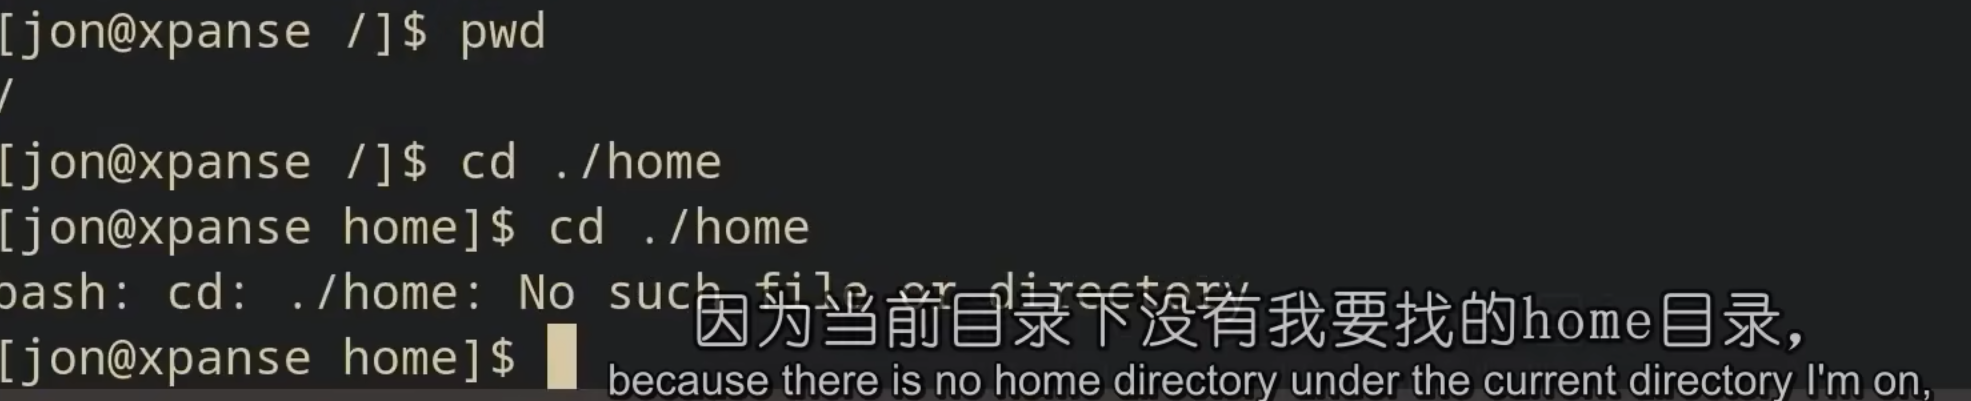 [jon@xpanse /]$ pwd
/
[jon@xpanse /]$ cd ./home
[jon@xpanse home]$ cd ./home
bash: cd: ./home: No such file or directory
[jon@xpanse home]$
因为当前目录下没有我要找的home目录，
because there is no home directory under the current directory I'm on,